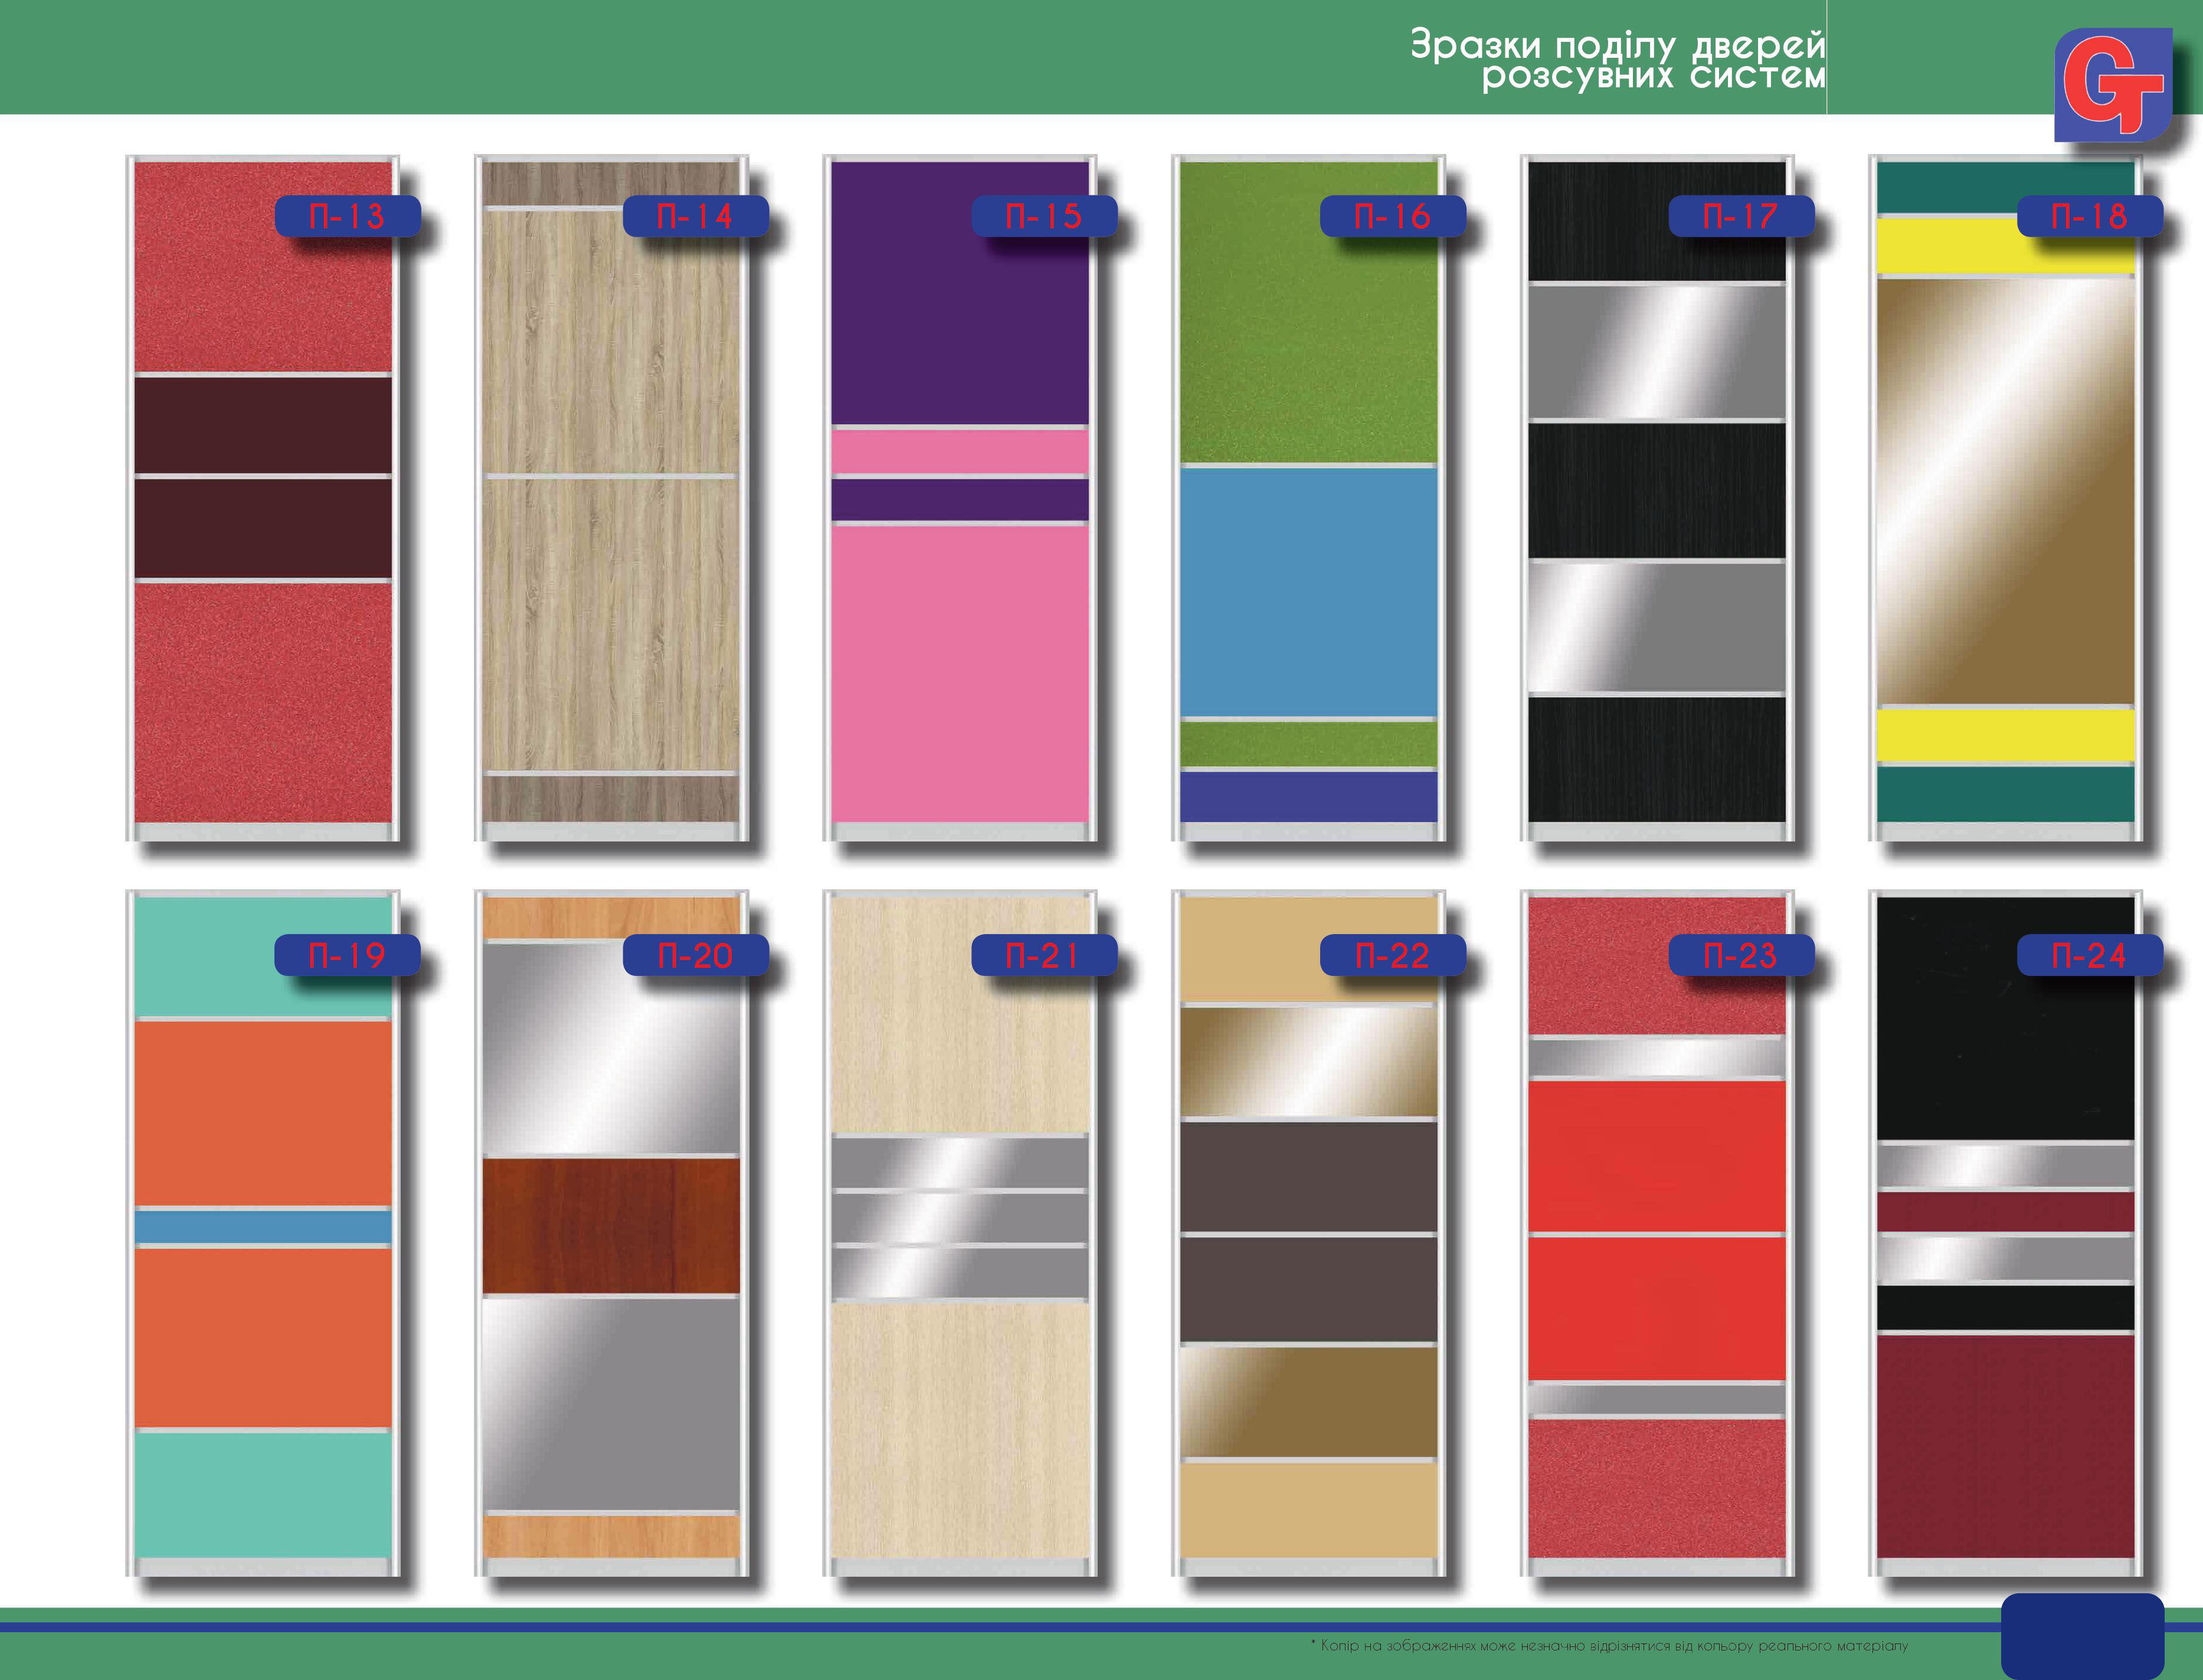 Зразки поділу дверей
розсувних систем
GT
П-13
П-14
П-15
П-16
П-17
П-18
П-19
П-20
П-21
П-22
П-23
П-24
* Колір на зображеннях може незначно відрізнятися від кольору реального матеріалу